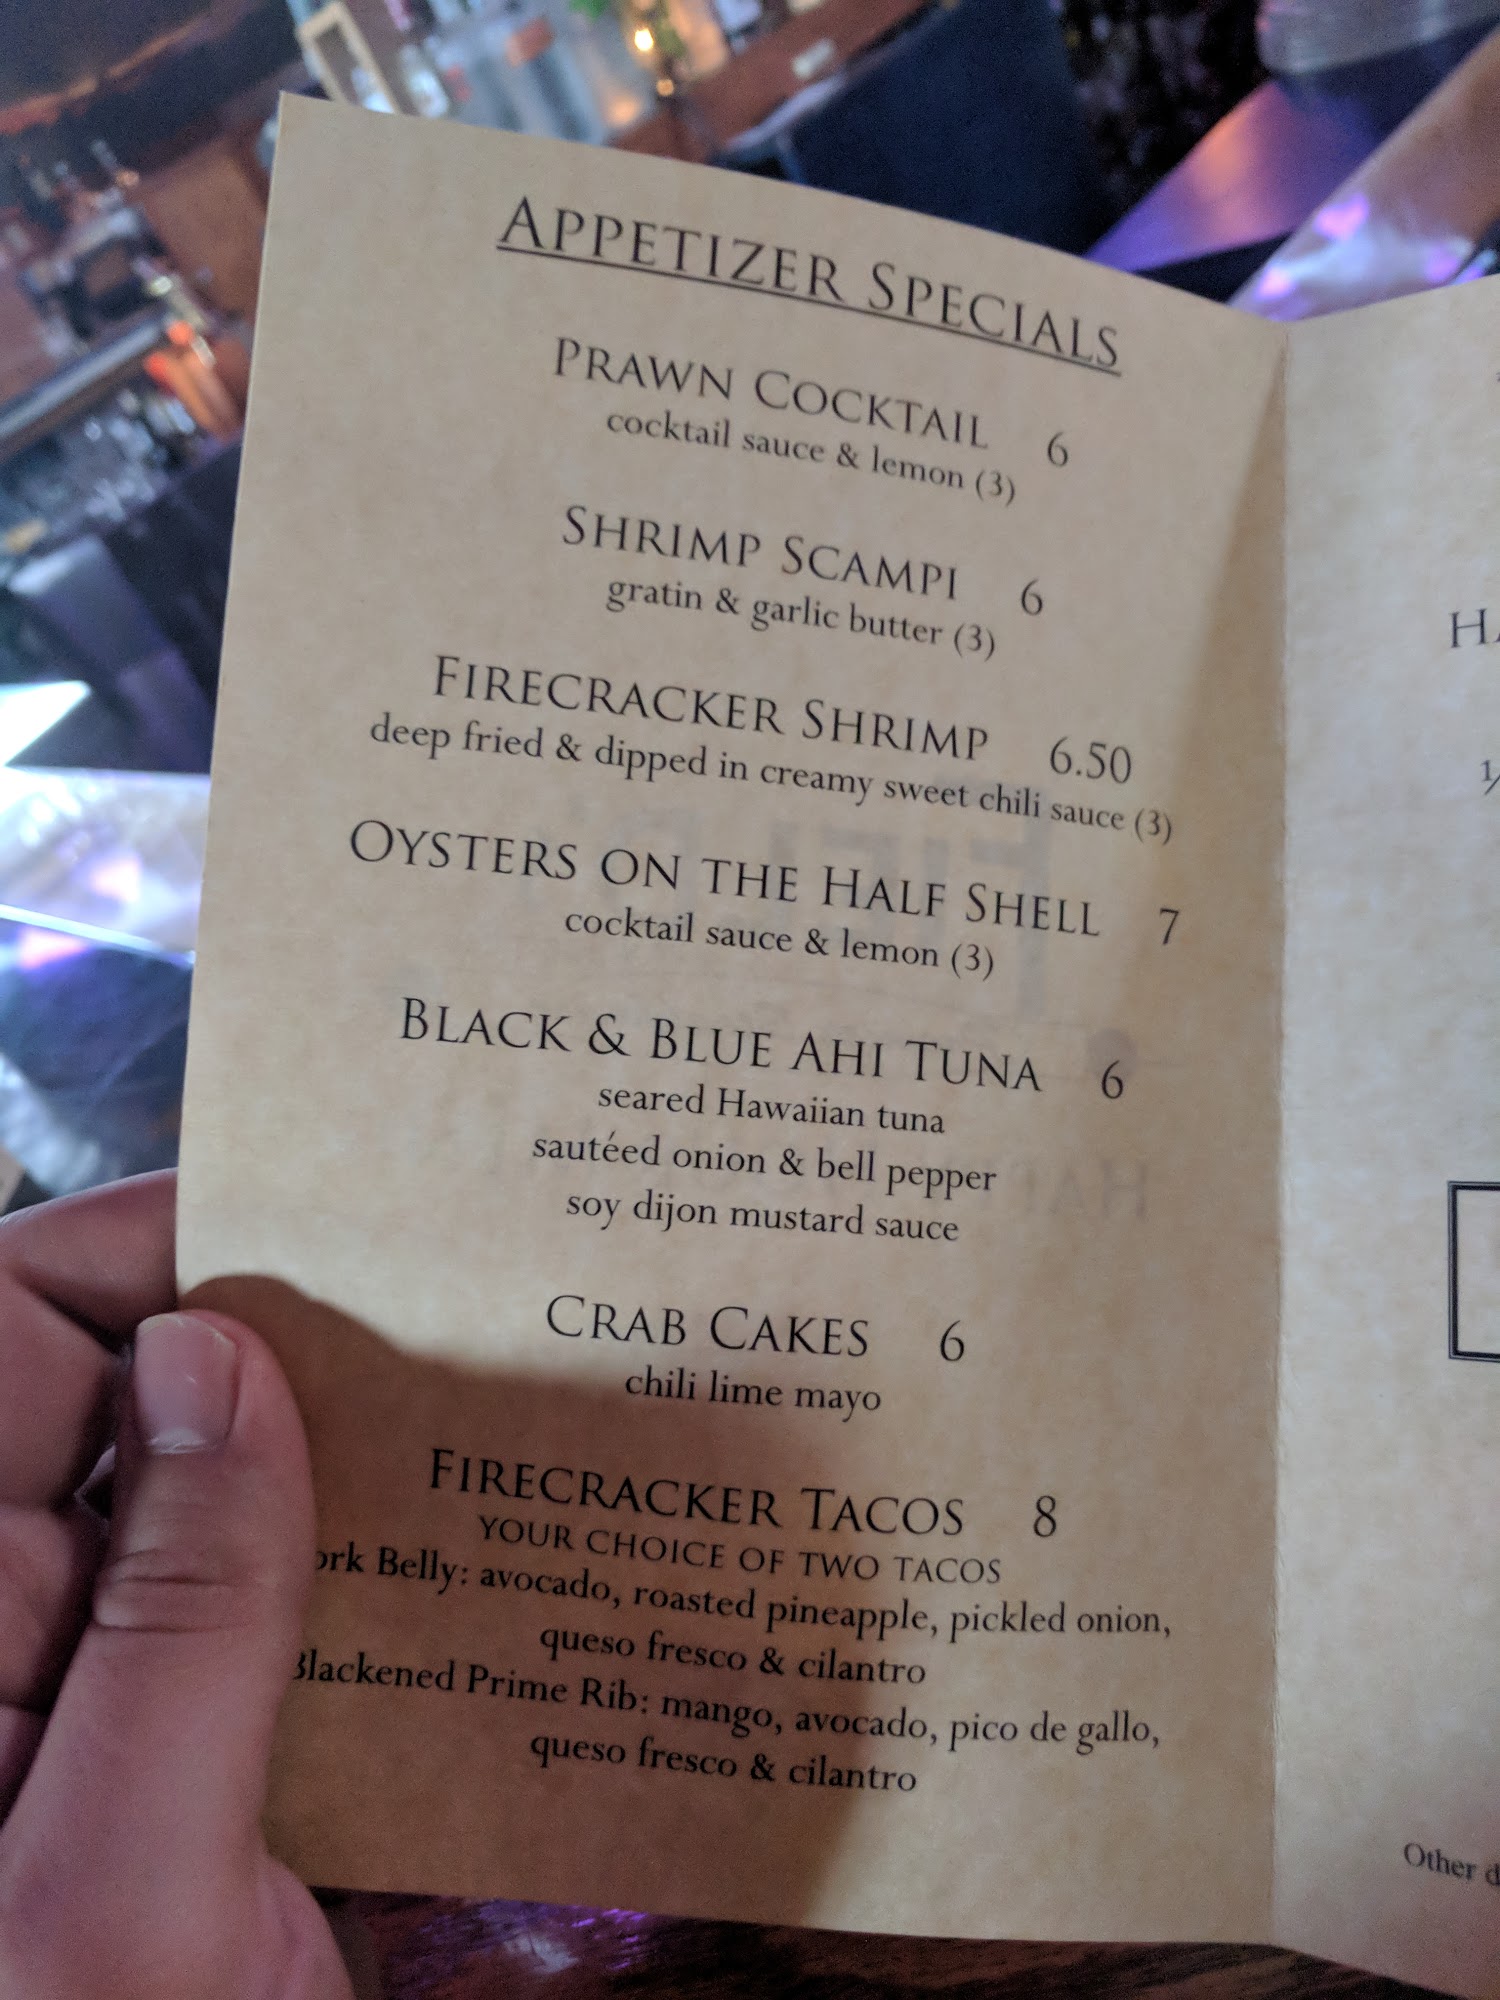 APPETIZER SPECIALS
PRAWN COCKTAIL 6
cocktail sauce & lemon (3)
SHRIMP SCAMPI 6
gratin & garlic butter (3)
FIRECRACKER SHRIMP 6.50
deep fried & dipped in creamy sweet chili sauce (3)
OYSTERS ON THE HALF SHELL 7
cocktail sauce & lemon (3)
BLACK & BLUE AHI TUNA 6
seared Hawaiian tuna
sautéed onion & bell pepper
soy dijon mustard sauce
CRAB CAKES 6
chili lime mayo
FIRECRACKER TACOS 8
YOUR CHOICE OF TWO TACOS
ork Belly: avocado, roasted pineapple, pickled onion,
queso fresco & cilantro
Blackened Prime Rib: mango, avocado, pico de gallo,
queso fresco & cilantro
Other